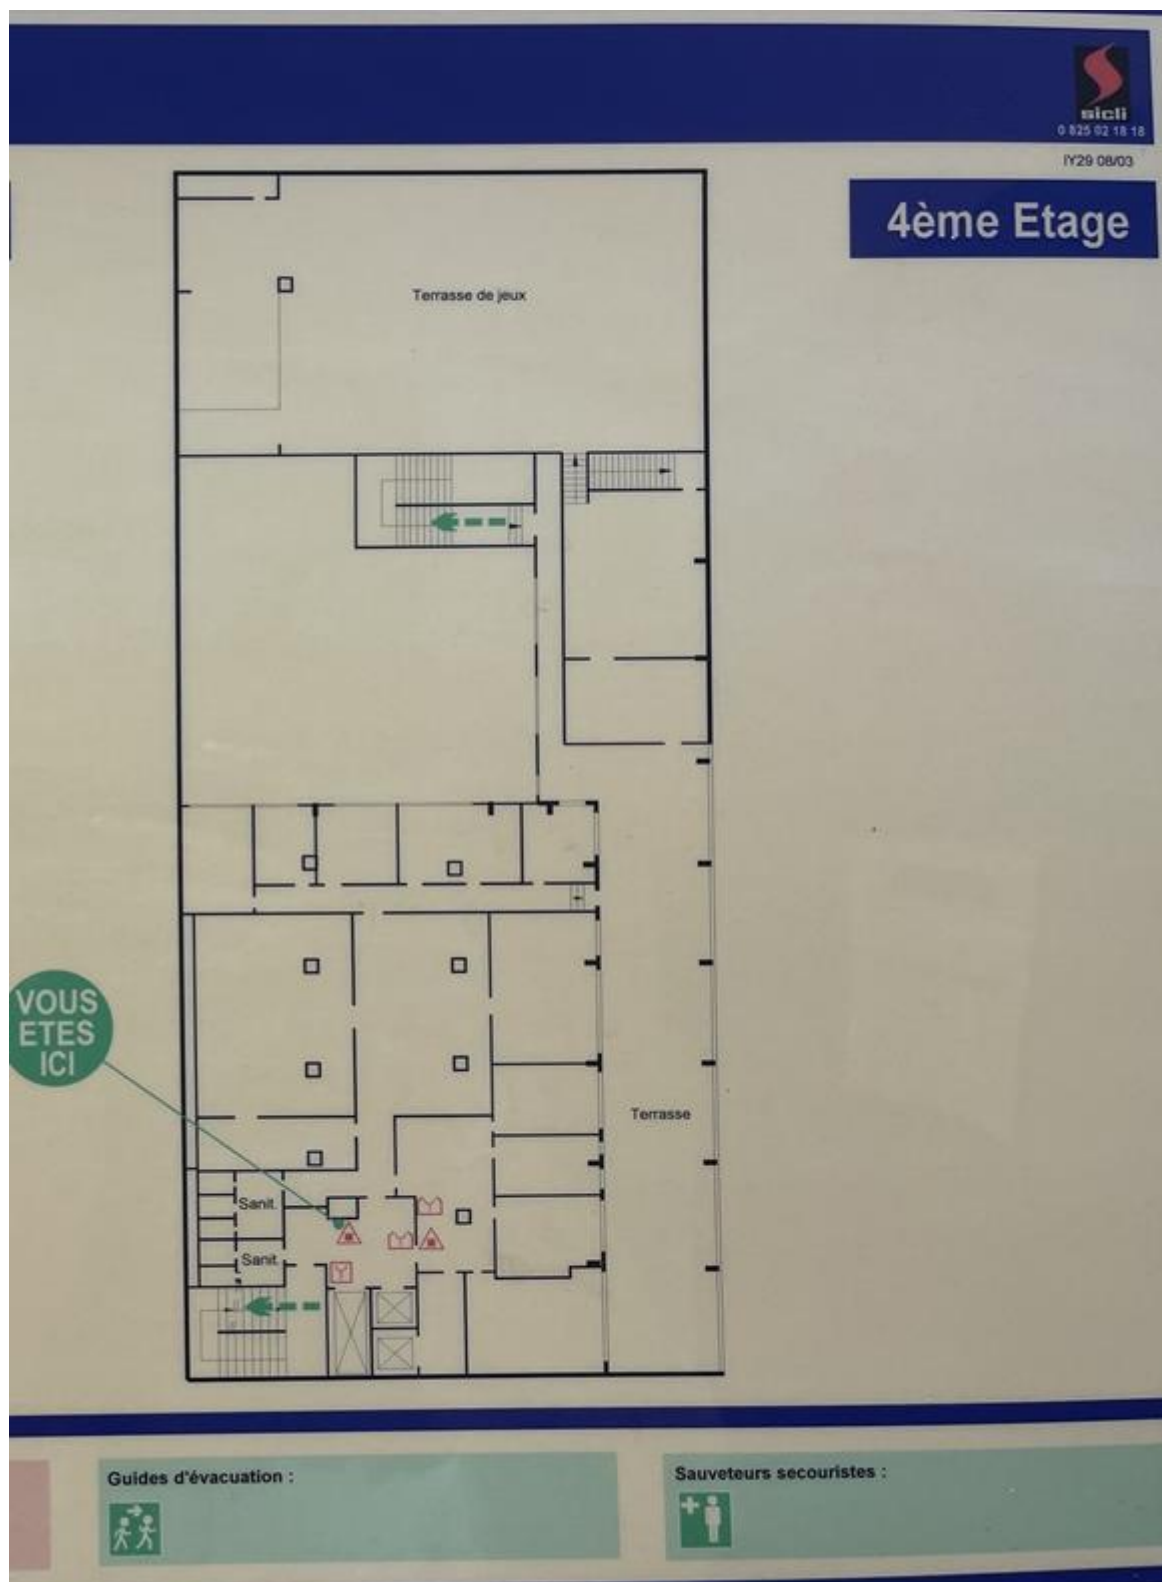 sicli
0 825 02 18 18
IY29 08/03
4ème Etage
Terrasse de jeux
VOUS
ETES
ICI
Terrasse
Sanit.
Sanit.
Guides d'évacuation :
Sauveteurs secouristes :